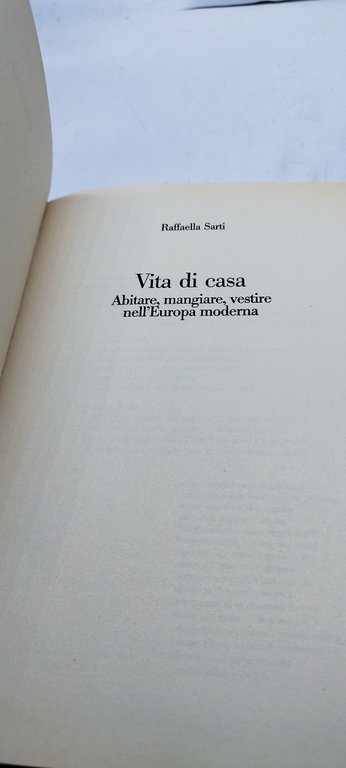 Raffaella Sarti
Vita di casa
Abitare, mangiare, vestire
nell'Europa moderna